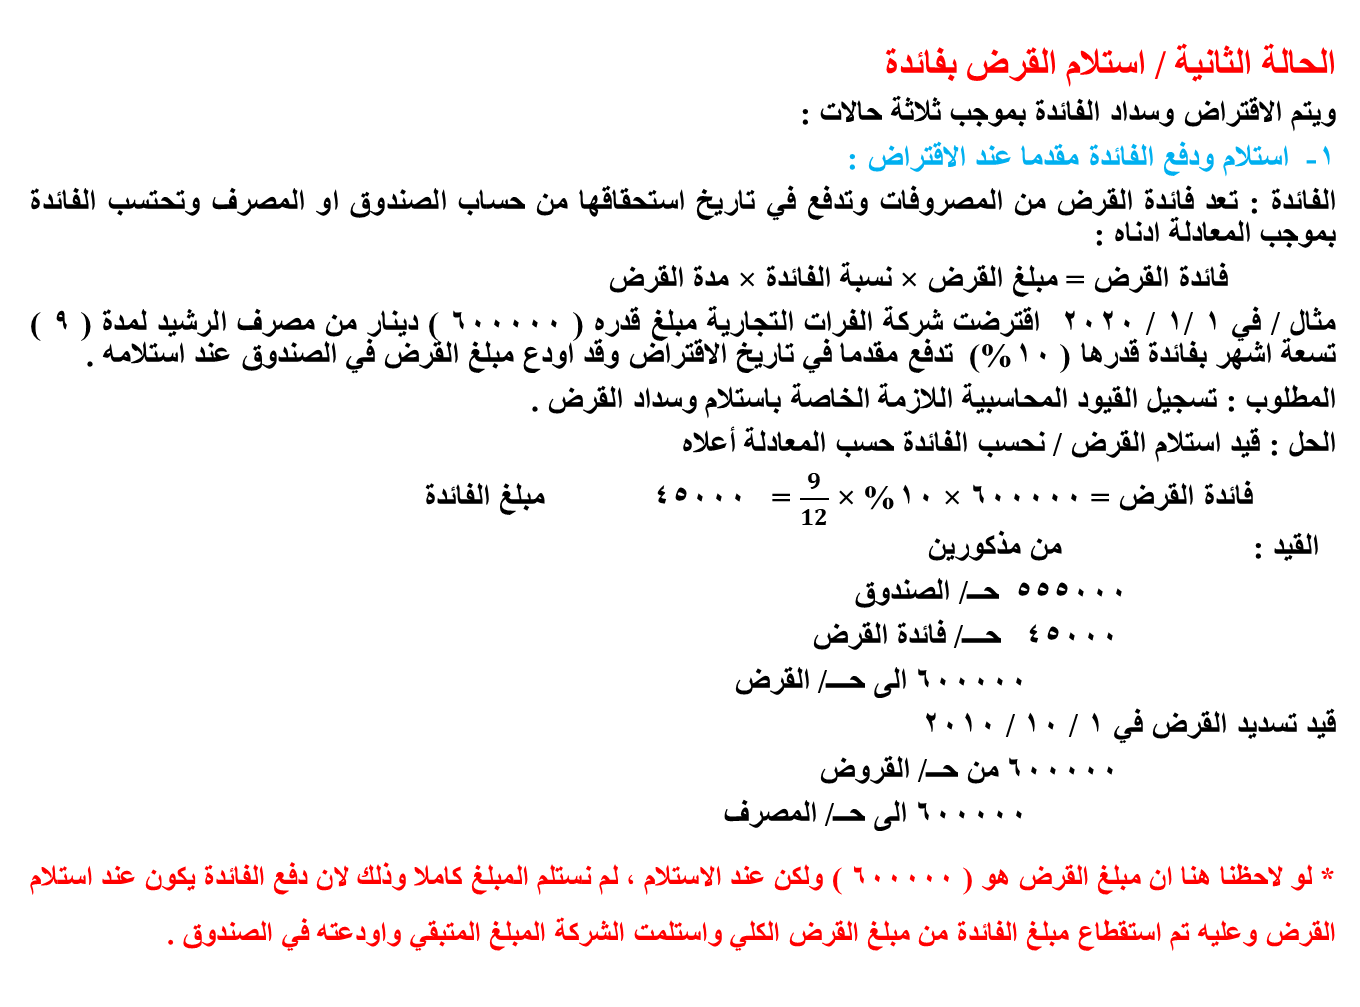 الحالة الثانية / استلام القرض بفائدة
ويتم الاقتراض وسداد الفائدة بموجب ثلاثة حالات :
١- استلام ودفع الفائدة مقدما عند الاقتراض :
الفائدة : تعد فائدة القرض من المصروفات وتدفع في تاريخ استحقاقها من حساب الصندوق او المصرف وتحتسب الفائدة
بموجب المعادلة ادناه :
فائدة القرض = مبلغ القرض × نسبة الفائدة × مدة القرض
مثال / في ١ /١ / ٢٠٢٠ اقترضت شركة الفرات التجارية مبلغ قدره ( ٦٠٠٠٠٠ ) دينار من مصرف الرشيد لمدة ( ٩ )
تسعة اشهر بفائدة قدرها ( ١٠ %) تدفع مقدما في تاريخ الاقتراض وقد اودع مبلغ القرض في الصندوق عند استلامه .
المطلوب : تسجيل القيود المحاسبية اللازمة الخاصة باستلام وسداد القرض .
الحل : قيد استلام القرض / نحسب الفائدة حسب المعادلة أعلاه
فائدة القرض = ٦٠٠٠٠٠ × ١٠% × 9/12 = ٤٥٠٠٠ مبلغ الفائدة
القيد : من مذكورين
٥٥٥٠٠٠ حــ/ الصندوق
٤٥٠٠٠ حـــ/ فائدة القرض
٦٠٠٠٠٠ الى حـــ/ القرض
قيد تسديد القرض في ١ / ١٠ / ٢٠١٠
٦٠٠٠٠٠ من حــ/ القروض
٦٠٠٠٠٠ الى حــ/ المصرف
* لو لاحظنا هنا ان مبلغ القرض هو ( ٦٠٠٠٠٠ ) ولكن عند الاستلام ، لم نستلم المبلغ كاملا وذلك لان دفع الفائدة يكون عند استلام
القرض وعليه تم استقطاع مبلغ الفائدة من مبلغ القرض الكلي واستلمت الشركة المبلغ المتبقي واودعته في الصندوق .